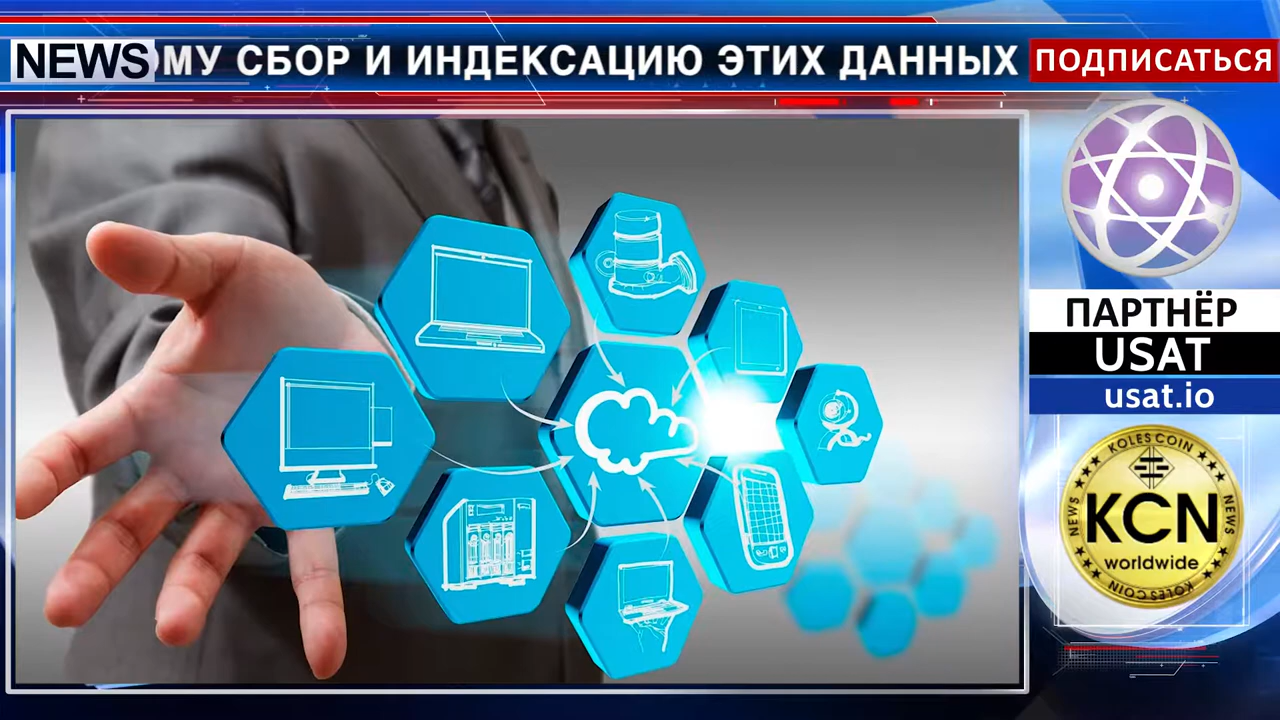 NEWS
МУ СБОР И ИНДЕКСАЦИЮ ЭТИХ ДАННЫХ
ПОДПИСАТЬСЯ
ПАРТНЁР
USAT
usat.io
KOLES COIN
NEWS
KCN
NEWS
worldwide
KOLES COIN